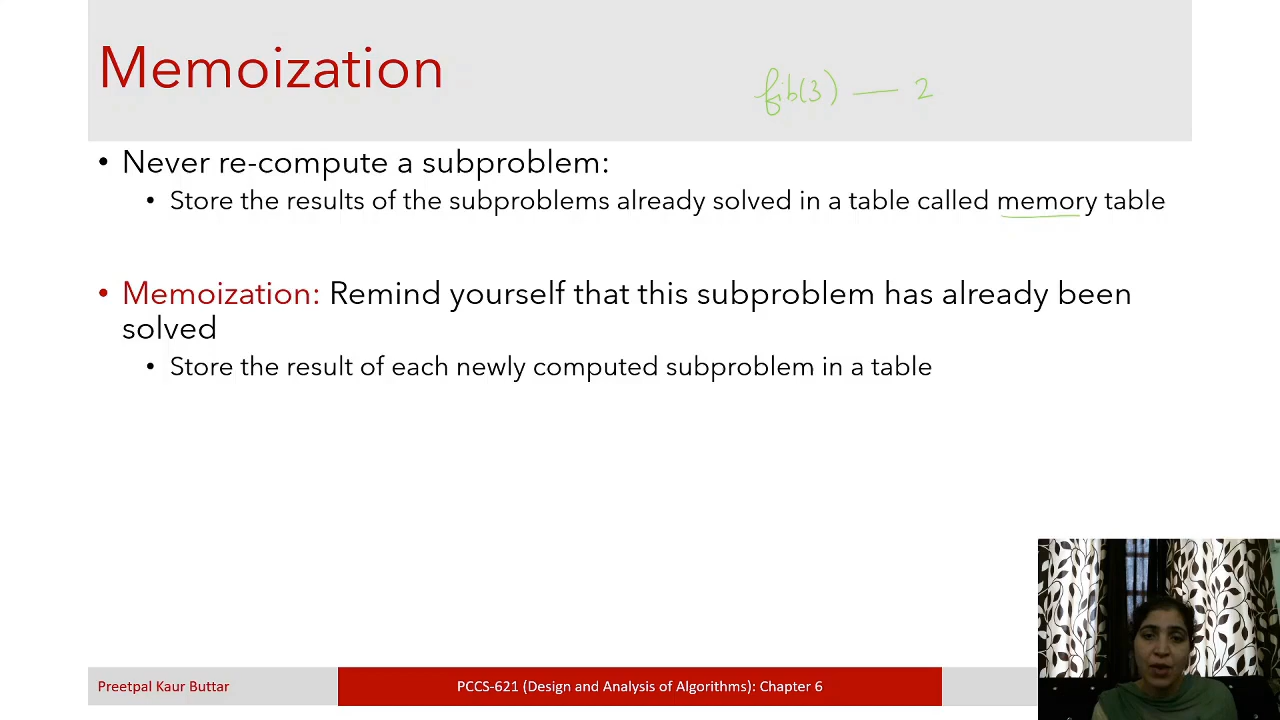 Memoization
fib(3) — 2
• Never re-compute a subproblem:
• Store the results of the subproblems already solved in a table called memory table
• Memoization: Remind yourself that this subproblem has already been
solved
• Store the result of each newly computed subproblem in a table
Preetpal Kaur Buttar
PCCS-621 (Design and Analysis of Algorithms): Chapter 6